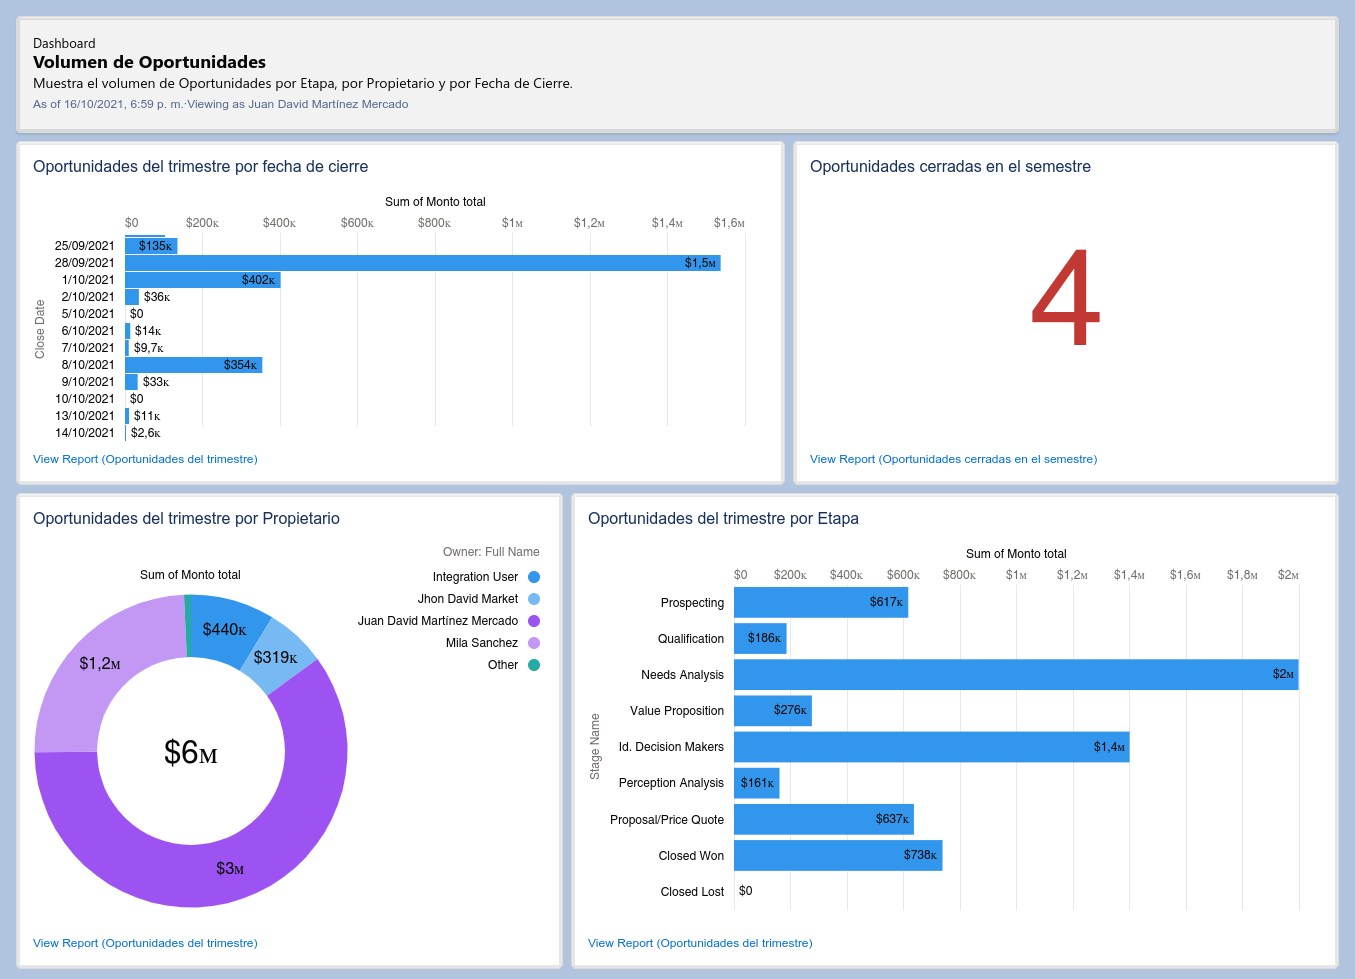 Dashboard
Volumen de Oportunidades
Muestra el volumen de Oportunidades por Etapa, por Propietario y por Fecha de Cierre.
As of 16/10/2021, 6:59 p. m.·Viewing as Juan David Martínez Mercado
Oportunidades del trimestre por fecha de cierre
Sum of Monto total
$0 $200K $400K $600K $800K $1M $1,2M $1,4M $1,6M
Close Date
25/09/2021 $135K
28/09/2021 $1,5M
1/10/2021 $402K
2/10/2021 $36K
5/10/2021 $0
6/10/2021 $14K
7/10/2021 $9,7K
8/10/2021 $354K
9/10/2021 $33K
10/10/2021 $0
13/10/2021 $11K
14/10/2021 $2,6K
View Report (Oportunidades del trimestre)
Oportunidades cerradas en el semestre
4
View Report (Oportunidades cerradas en el semestre)
Oportunidades del trimestre por Propietario
Owner: Full Name
Integration User
Jhon David Market
Juan David Martínez Mercado
Mila Sanchez
Other
Sum of Monto total
$440K
$319K
$1,2M
$6M
$3M
View Report (Oportunidades del trimestre)
Oportunidades del trimestre por Etapa
Sum of Monto total
$0 $200K $400K $600K $800K $1M $1,2M $1,4M $1,6M $1,8M $2M
Stage Name
Prospecting $617K
Qualification $186K
Needs Analysis $2M
Value Proposition $276K
Id. Decision Makers $1,4M
Perception Analysis $161K
Proposal/Price Quote $637K
Closed Won $738K
Closed Lost $0
View Report (Oportunidades del trimestre)